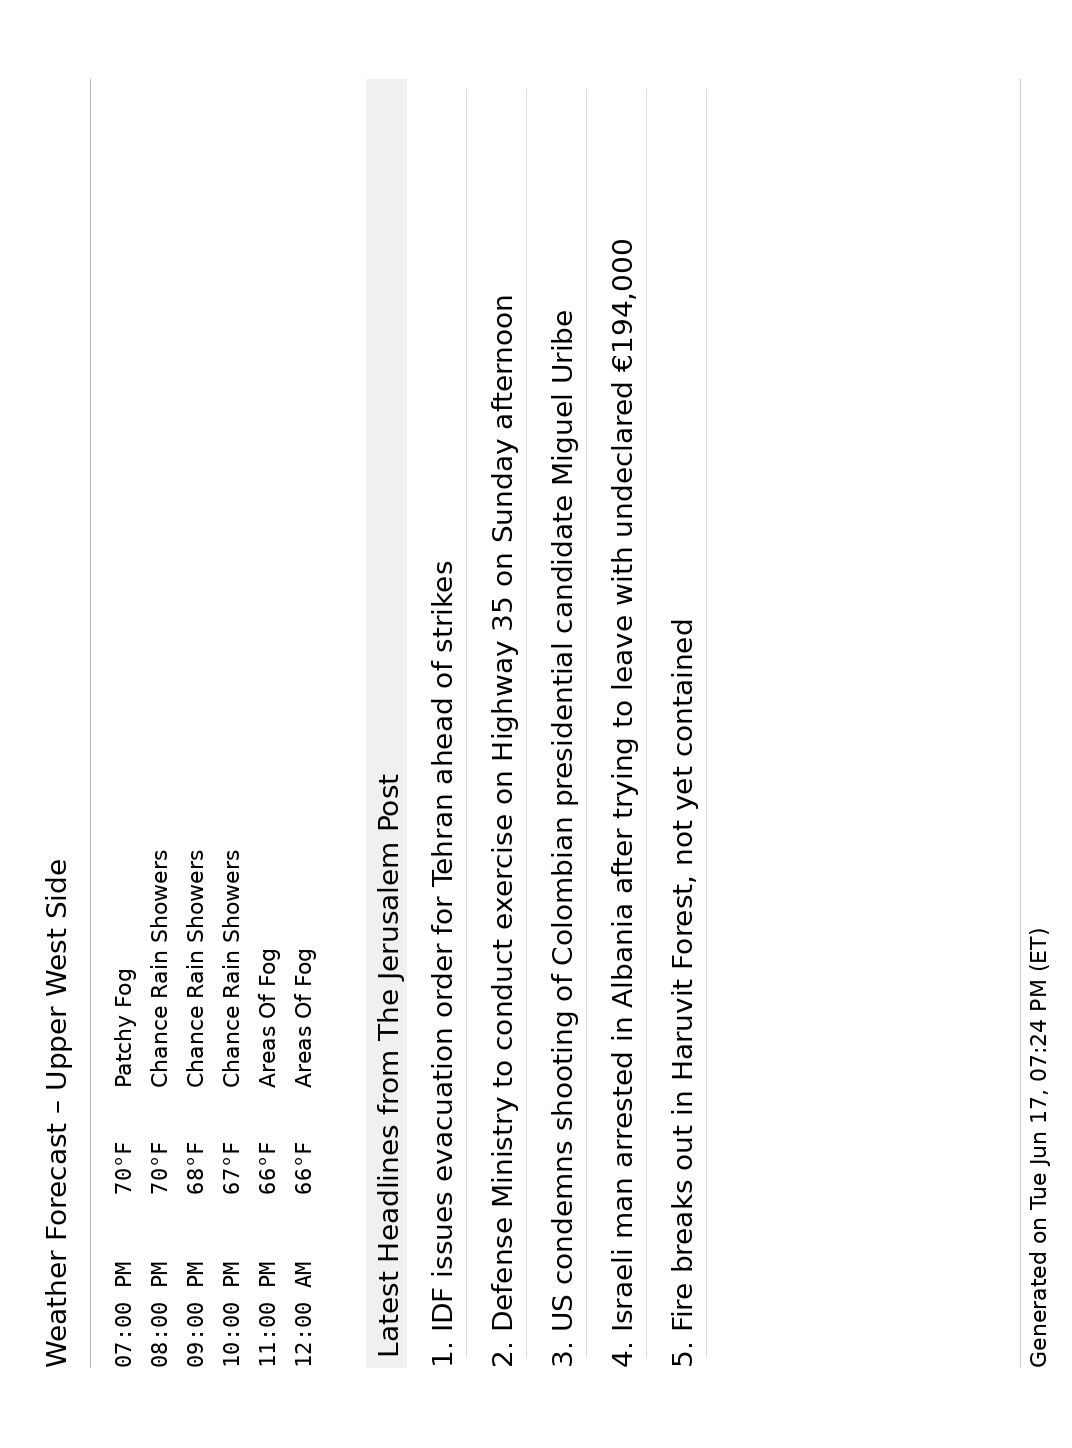 Weather Forecast – Upper West Side
07:00 PM 70°F Patchy Fog
08:00 PM 70°F Chance Rain Showers
09:00 PM 68°F Chance Rain Showers
10:00 PM 67°F Chance Rain Showers
11:00 PM 66°F Areas Of Fog
12:00 AM 66°F Areas Of Fog
Latest Headlines from The Jerusalem Post
1. IDF issues evacuation order for Tehran ahead of strikes
2. Defense Ministry to conduct exercise on Highway 35 on Sunday afternoon
3. US condemns shooting of Colombian presidential candidate Miguel Uribe
4. Israeli man arrested in Albania after trying to leave with undeclared €194,000
5. Fire breaks out in Haruvit Forest, not yet contained
Generated on Tue Jun 17, 07:24 PM (ET)